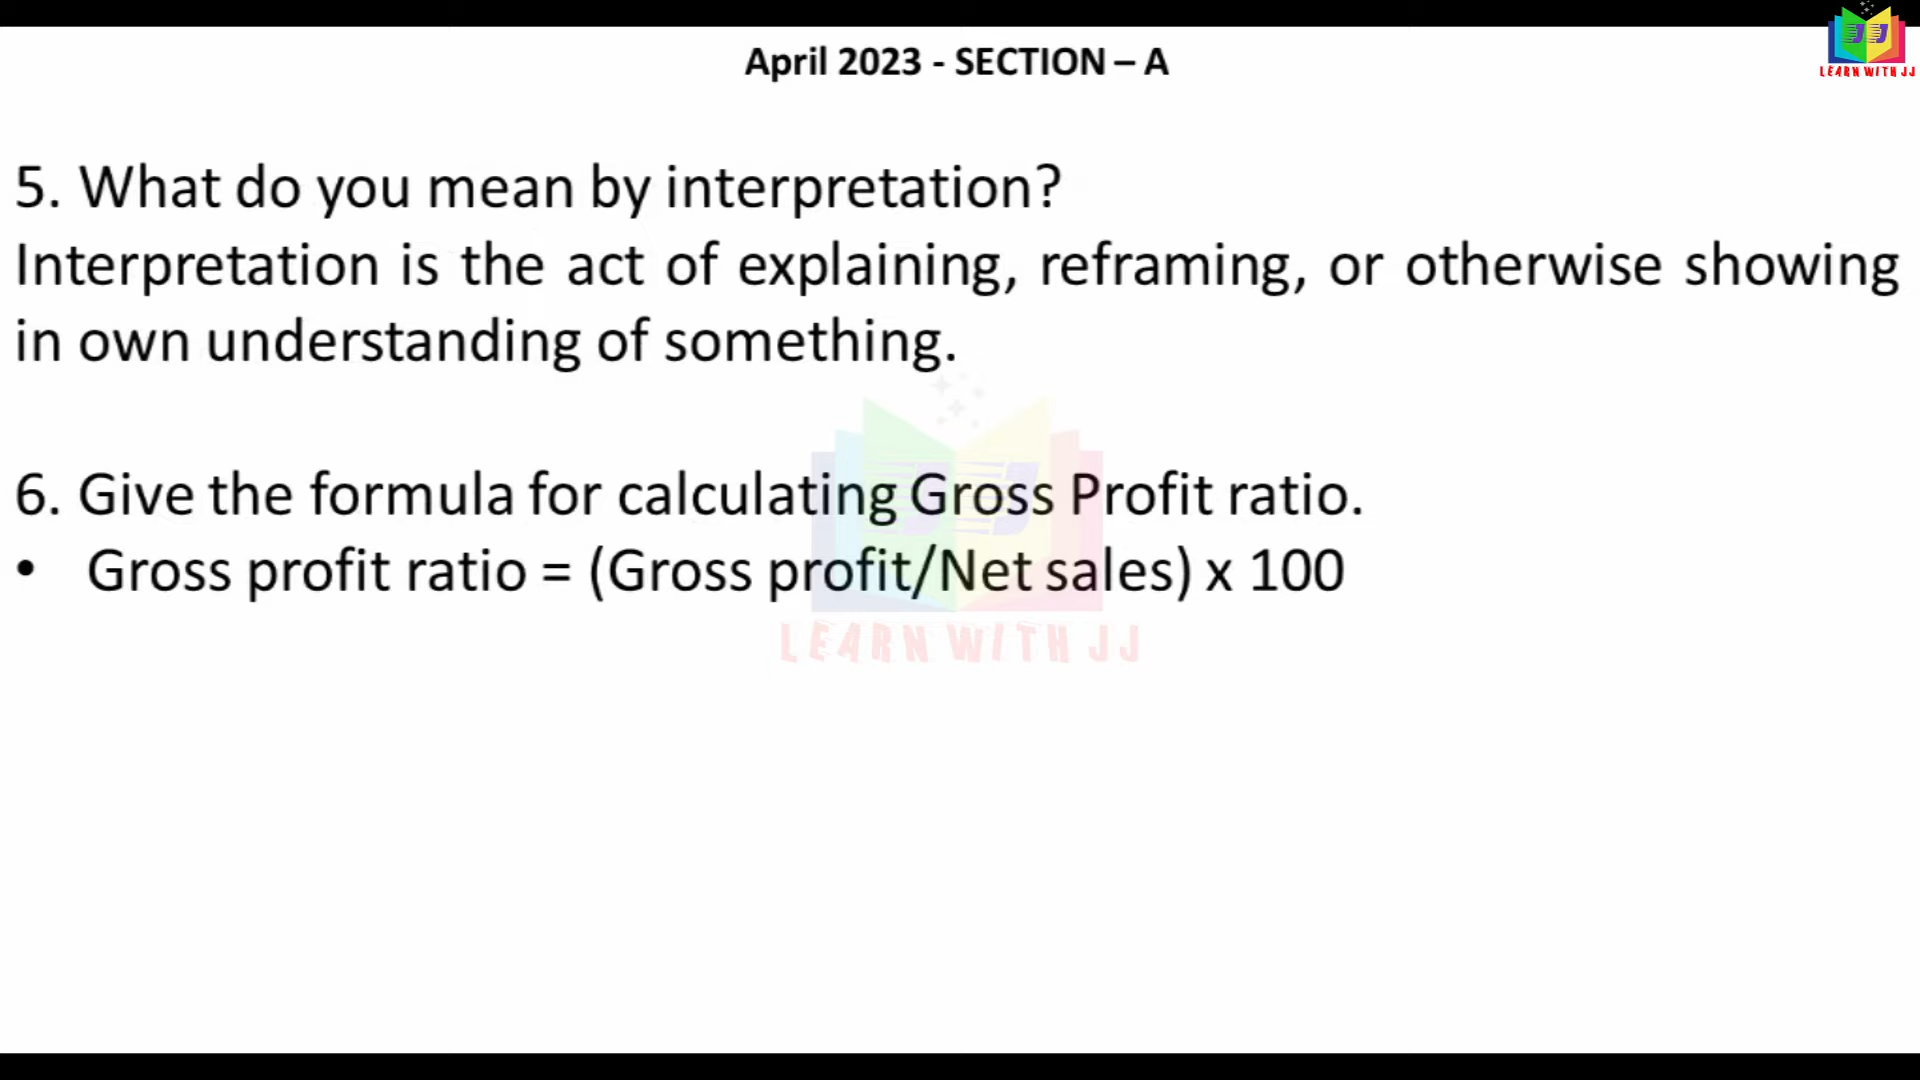 April 2023 - SECTION – A
LEARN WITH JJ
5. What do you mean by interpretation?
Interpretation is the act of explaining, reframing, or otherwise showing
in own understanding of something.
6. Give the formula for calculating Gross Profit ratio.
• Gross profit ratio = (Gross profit/Net sales) x 100
LEARN WITH JJ